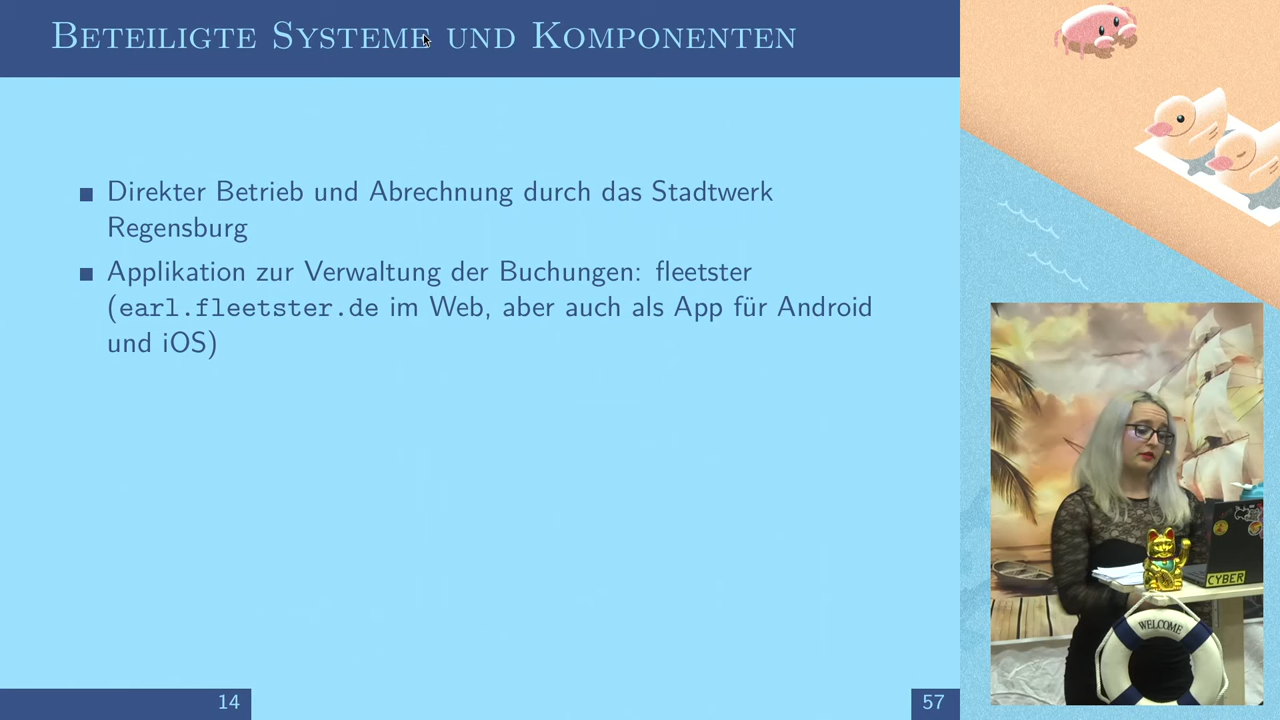 Beteiligte Systeme und Komponenten
Direkter Betrieb und Abrechnung durch das Stadtwerk
Regensburg
Applikation zur Verwaltung der Buchungen: fleetster
(earl.fleetster.de im Web, aber auch als App für Android
und iOS)
14
57
CYBER
WELCOME